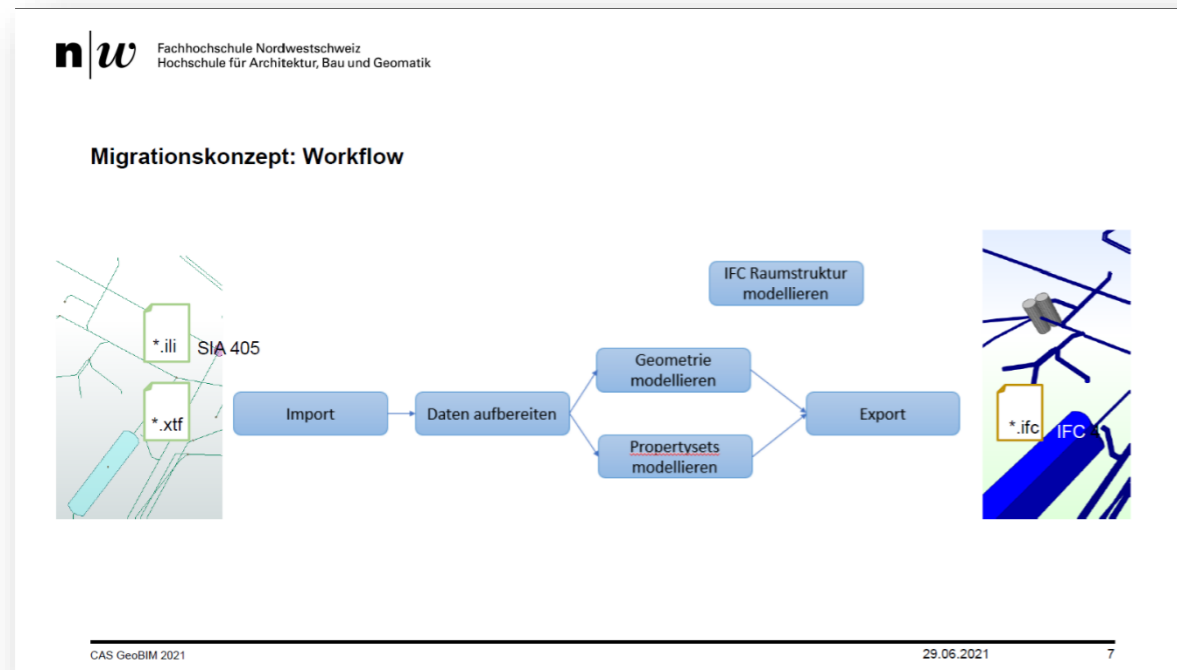 n|w Fachhochschule Nordwestschweiz
Hochschule für Architektur, Bau und Geomatik
Migrationskonzept: Workflow
*.ili SIA 405
*.xtf
Import
Daten aufbereiten
IFC Raumstruktur
modellieren
Geometrie
modellieren
Propertysets
modellieren
Export
*.ifc IFC
CAS GeoBIM 2021 29.06.2021 7